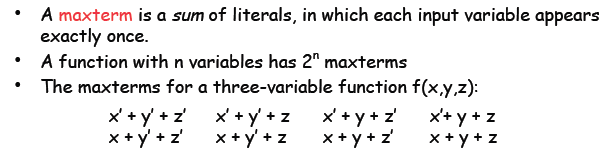 • A maxterm is a sum of literals, in which each input variable appears
exactly once.
• A function with n variables has 2ⁿ maxterms
• The maxterms for a three-variable function f(x,y,z):
x’ + y’ + z’ x’ + y’ + z x’ + y + z’ x’+ y + z
x + y’ + z’ x + y’ + z x + y + z’ x + y + z